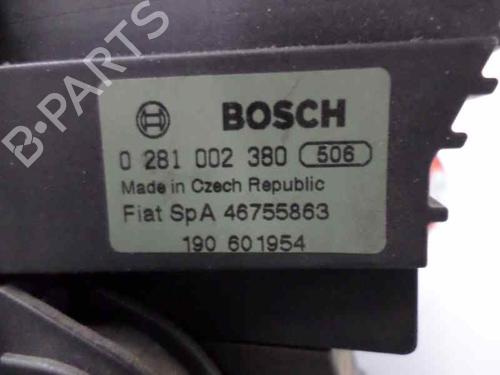 BOSCH
0 281 002 380 506
Made in Czech Republic
Fiat SpA 46755863
190 601954
B-PARTS